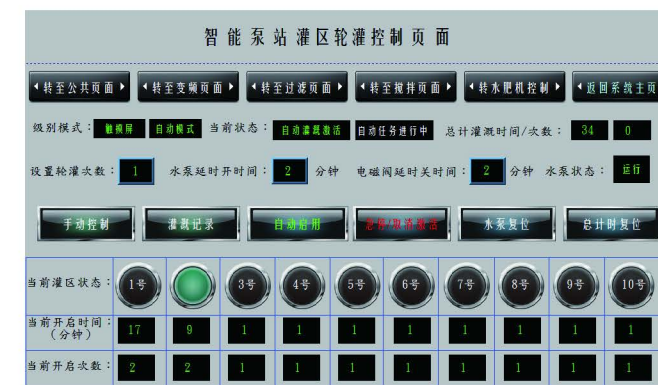 智能泵站灌区轮灌控制页面
转至公共页面 转至变频页面 转至过滤页面 转至搅拌页面 转水肥机控制 返回系统主页
级别模式： 触摸屏 自动模式 当前状态： 自动灌溉激活 自动任务进行中 总计灌溉时间/次数： 34 0
设置轮灌次数： 1 水泵延时开时间： 2 分钟 电磁阀延时关时间： 2 分钟 水泵状态： 运行
手动控制 灌溉记录 自动启用 水泵复位 总计时复位
当前灌区状态： 1号 3号 4号 5号 6号 7号 8号 9号 10号
当前开启时间：
（分钟） 17 9 1 1 1 1 1 1 1 1
当前开启次数： 2 2 1 1 1 1 1 1 1 1